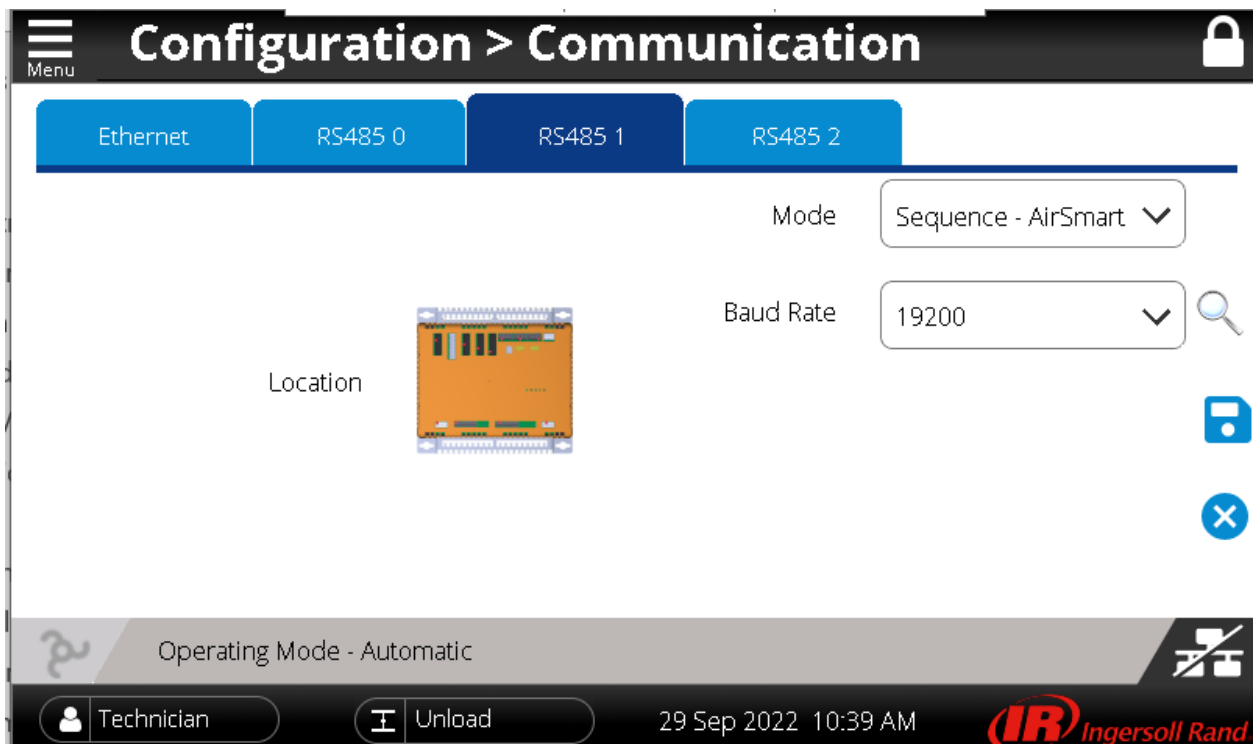 Configuration > Communication
Menu
Ethernet
RS485 0
RS485 1
RS485 2
Mode
Sequence - AirSmart
Baud Rate
19200
Location
Operating Mode - Automatic
Technician
Unload
29 Sep 2022 10:39 AM
IR Ingersoll Rand